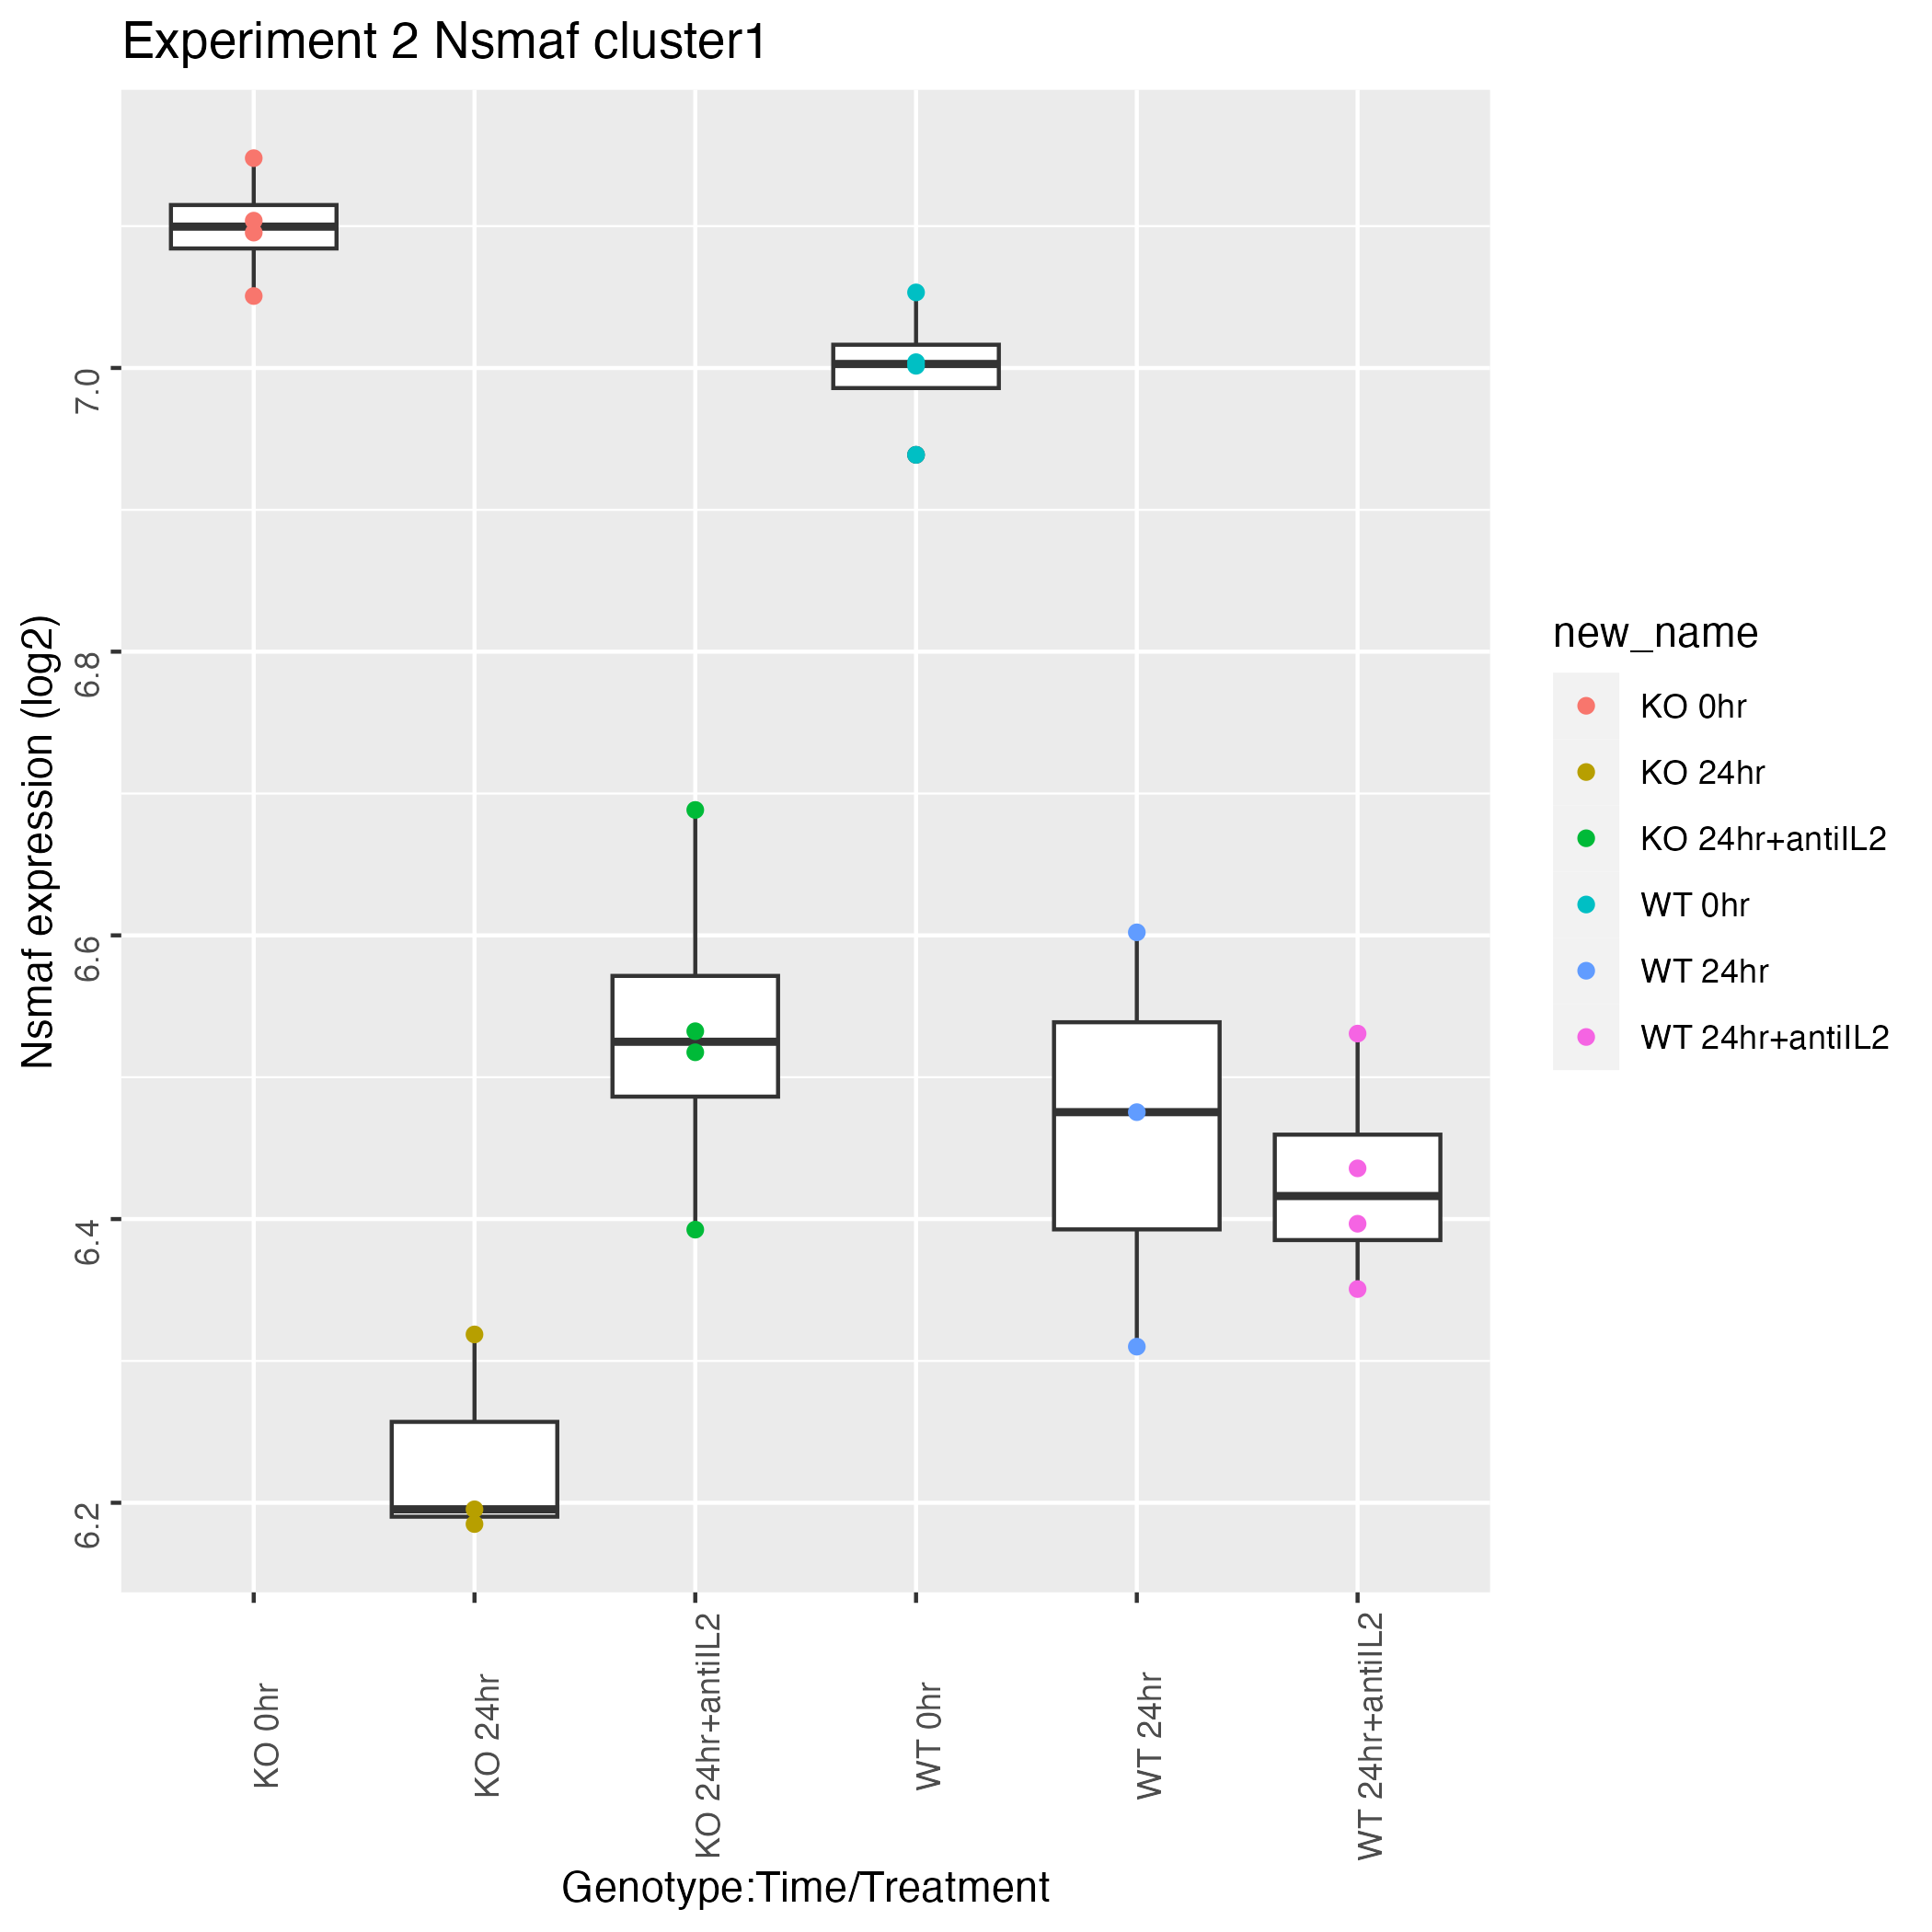 Experiment 2 Nsmaf cluster1
Nsmaf expression (log2)
7.0
6.8
6.6
6.4
6.2
KO 0hr
KO 24hr
KO 24hr+antiIL2
WT 0hr
WT 24hr
WT 24hr+antiIL2
Genotype:Time/Treatment
new_name
KO 0hr
KO 24hr
KO 24hr+antiIL2
WT 0hr
WT 24hr
WT 24hr+antiIL2